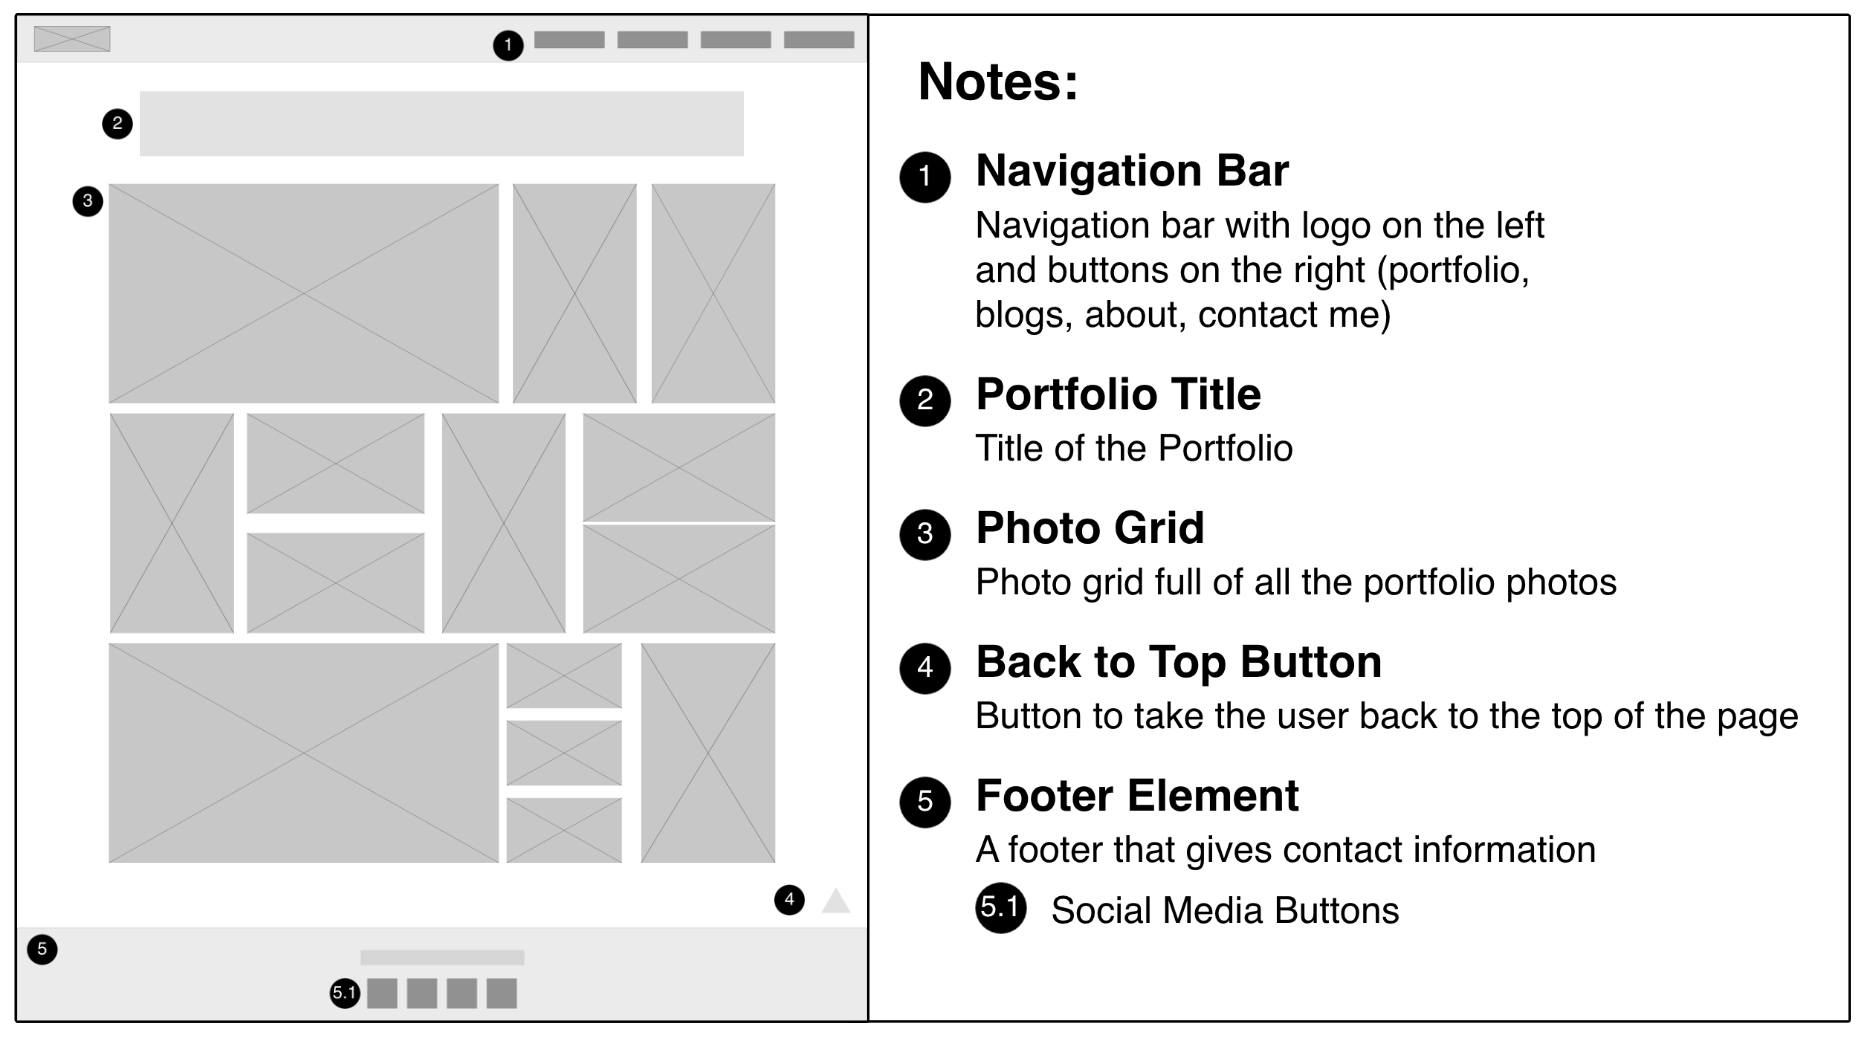 1
2
3
4
5
5.1
Notes:
1 Navigation Bar
Navigation bar with logo on the left
and buttons on the right (portfolio,
blogs, about, contact me)
2 Portfolio Title
Title of the Portfolio
3 Photo Grid
Photo grid full of all the portfolio photos
4 Back to Top Button
Button to take the user back to the top of the page
5 Footer Element
A footer that gives contact information
5.1 Social Media Buttons